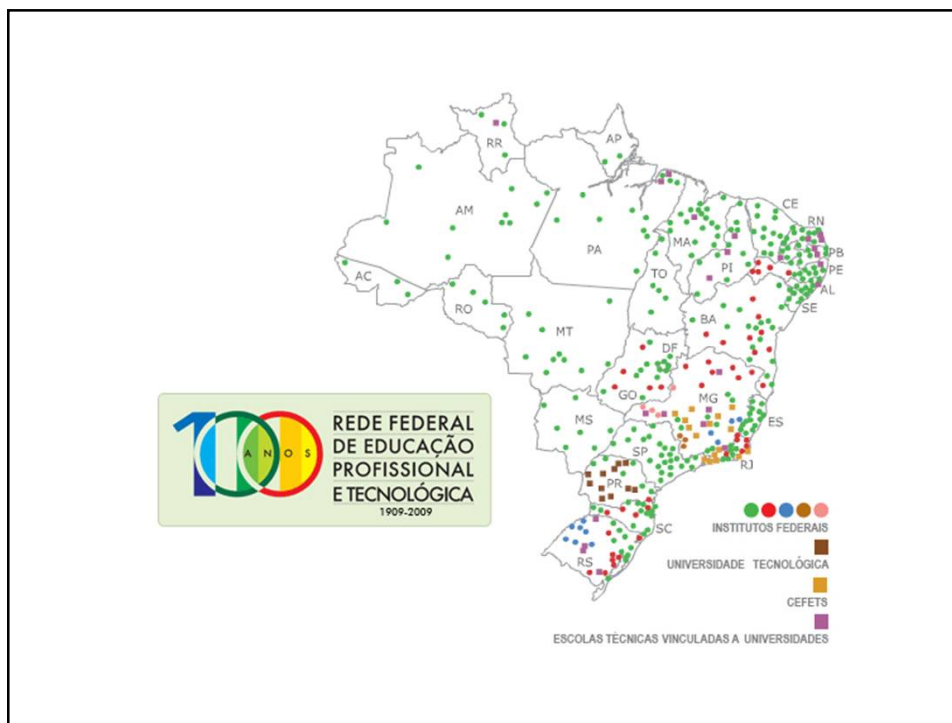 RR
AP
AM
PA
MA
CE
RN
PB
PE
AL
SE
PI
TO
AC
RO
MT
BA
DF
GO
MG
ES
MS
SP
RJ
PR
SC
RS
100
ANOS
REDE FEDERAL
DE EDUCAÇÃO
PROFISSIONAL
E TECNOLÓGICA
1909-2009
INSTITUTOS FEDERAIS
UNIVERSIDADE TECNOLÓGICA
CEFETS
ESCOLAS TÉCNICAS VINCULADAS A UNIVERSIDADES